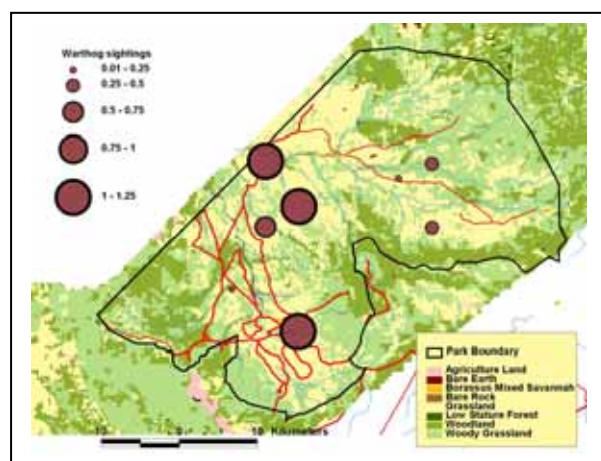 Warthog sightings
0.01 - 0.25
0.25 - 0.5
0.5 - 0.75
0.75 - 1
1 - 1.25
Park Boundary
Agriculture Land
Bare Earth
Borassus Mixed Savannah
Bare Rock
Grassland
Low Stature Forest
Woodland
Woody Grassland
10 0 10 Kilometers